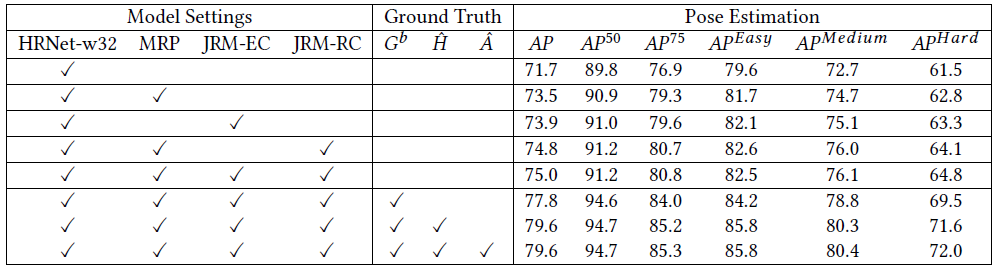 Model Settings Ground Truth Pose Estimation
HRNet-w32 MRP JRM-EC JRM-RC G^b Ĥ Â AP AP^50 AP^75 AP^Easy AP^Medium AP^Hard
✓ 71.7 89.8 76.9 79.6 72.7 61.5
✓ ✓ 73.5 90.9 79.3 81.7 74.7 62.8
✓ ✓ 73.9 91.0 79.6 82.1 75.1 63.3
✓ ✓ ✓ 74.8 91.2 80.7 82.6 76.0 64.1
✓ ✓ ✓ ✓ 75.0 91.2 80.8 82.5 76.1 64.8
✓ ✓ ✓ ✓ ✓ 77.8 94.6 84.0 84.2 78.8 69.5
✓ ✓ ✓ ✓ ✓ ✓ 79.6 94.7 85.2 85.8 80.3 71.6
✓ ✓ ✓ ✓ ✓ ✓ ✓ 79.6 94.7 85.3 85.8 80.4 72.0